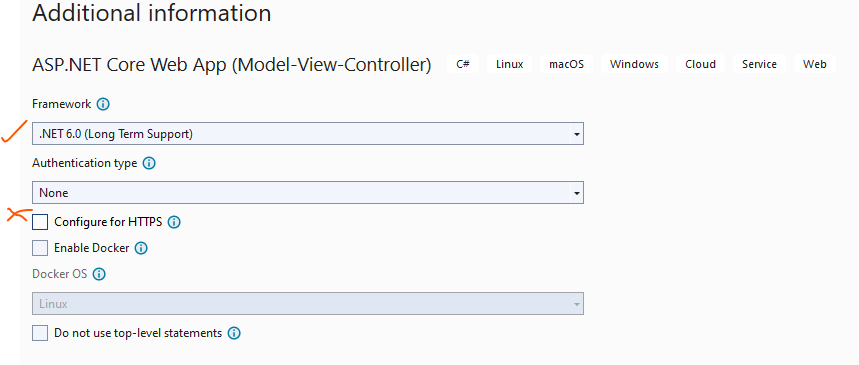 Additional information
ASP.NET Core Web App (Model-View-Controller) C# Linux macOS Windows Cloud Service Web
Framework
.NET 6.0 (Long Term Support)
Authentication type
None
Configure for HTTPS
Enable Docker
Docker OS
Linux
Do not use top-level statements